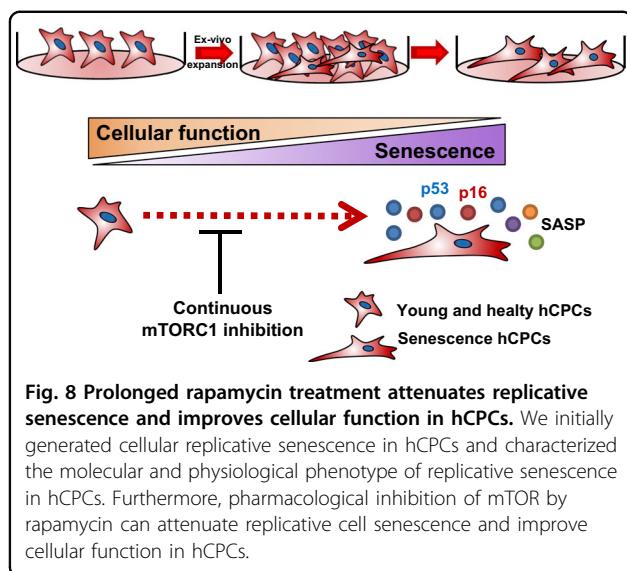 Ex-vivo
expansion
Cellular function
Senescence
p53 p16
SASP
Continuous
mTORC1 inhibition
Young and healty hCPCs
Senescence hCPCs
Fig. 8 Prolonged rapamycin treatment attenuates replicative
senescence and improves cellular function in hCPCs. We initially
generated cellular replicative senescence in hCPCs and characterized
the molecular and physiological phenotype of replicative senescence
in hCPCs. Furthermore, pharmacological inhibition of mTOR by
rapamycin can attenuate replicative cell senescence and improve
cellular function in hCPCs.